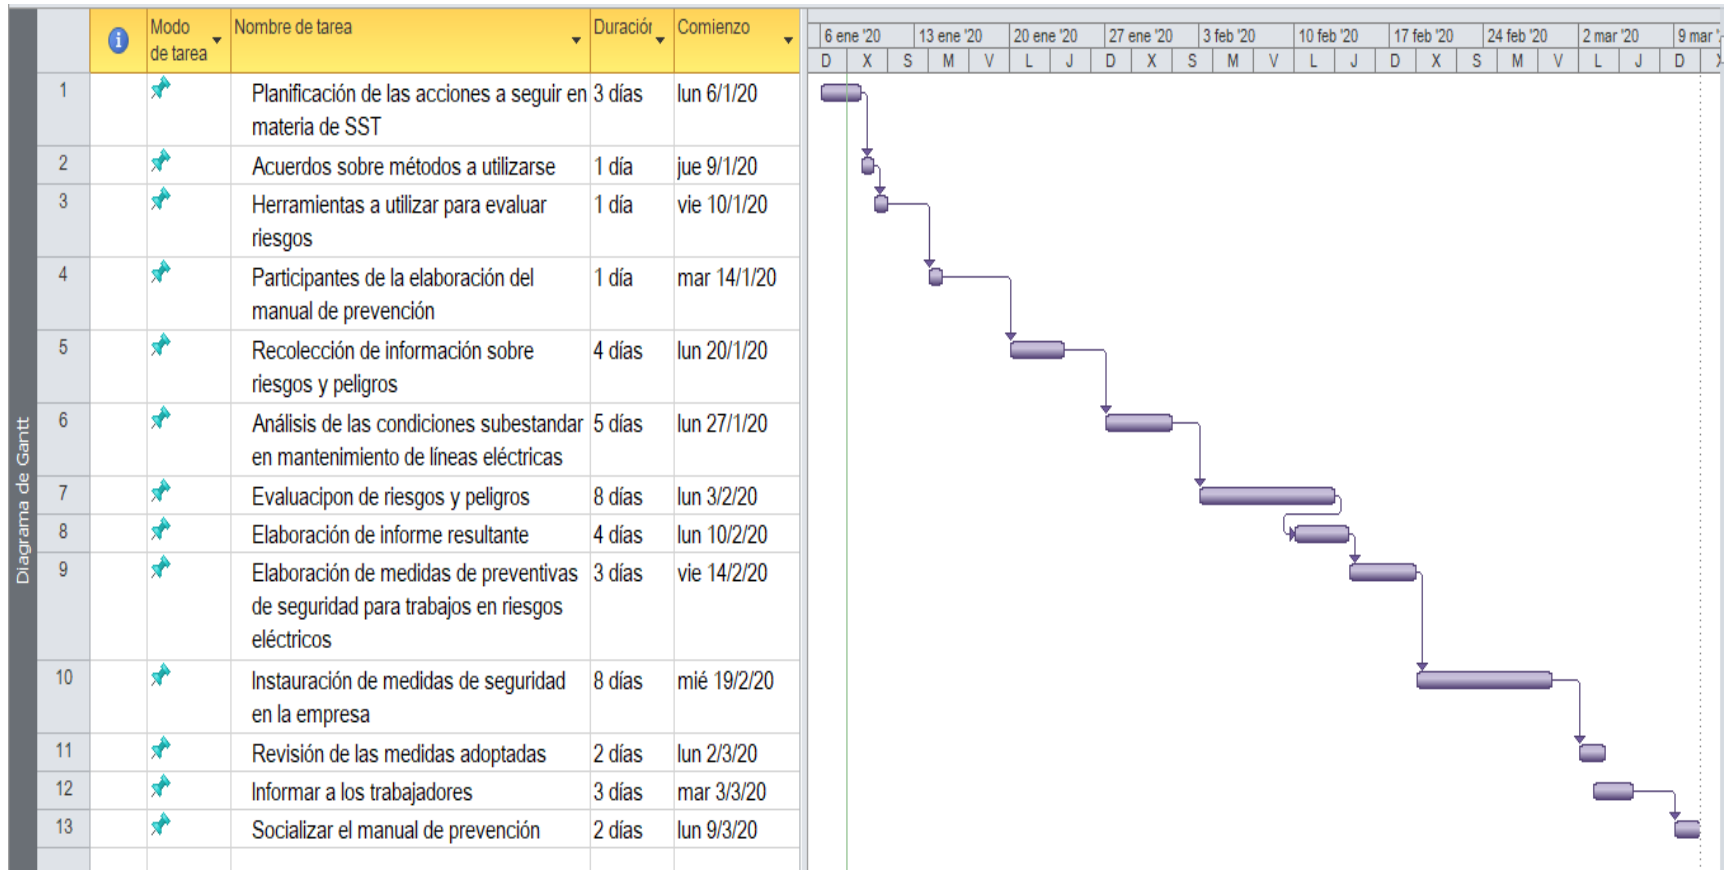 Modo de tarea Nombre de tarea Duraciór Comienzo
6 ene '20 13 ene '20 20 ene '20 27 ene '20 3 feb '20 10 feb '20 17 feb '20 24 feb '20 2 mar '20 9 mar '
D X S M V L J D X S M V L J D X S M V L J D X
1 Planificación de las acciones a seguir en 3 días lun 6/1/20
materia de SST
2 Acuerdos sobre métodos a utilizarse 1 día jue 9/1/20
3 Herramientas a utilizar para evaluar 1 día vie 10/1/20
riesgos
4 Participantes de la elaboración del 1 día mar 14/1/20
manual de prevención
5 Recolección de información sobre 4 días lun 20/1/20
riesgos y peligros
6 Análisis de las condiciones subestandar 5 días lun 27/1/20
en mantenimiento de líneas eléctricas
7 Evaluacipon de riesgos y peligros 8 días lun 3/2/20
8 Elaboración de informe resultante 4 días lun 10/2/20
9 Elaboración de medidas de preventivas 3 días vie 14/2/20
de seguridad para trabajos en riesgos
eléctricos
10 Instauración de medidas de seguridad 8 días mié 19/2/20
en la empresa
11 Revisión de las medidas adoptadas 2 días lun 2/3/20
12 Informar a los trabajadores 3 días mar 3/3/20
13 Socializar el manual de prevención 2 días lun 9/3/20
Diagrama de Gantt